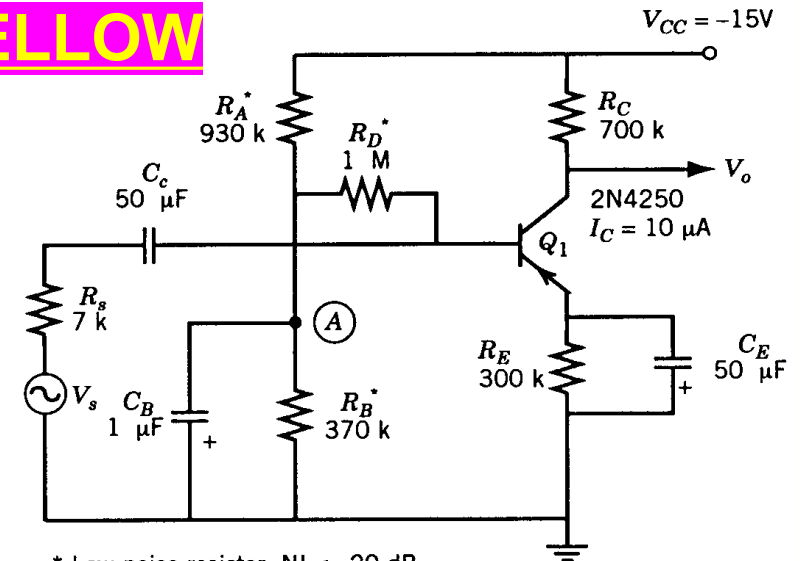 ELLOW
V_CC = -15V
R_A*
930 k
R_D*
1 M
R_C
700 k
V_o
C_c
50 µF
2N4250
I_C = 10 µA
Q_1
R_s
7 k
A
V_s
C_B
1 µF
+
R_B*
370 k
R_E
300 k
C_E
50 µF
+